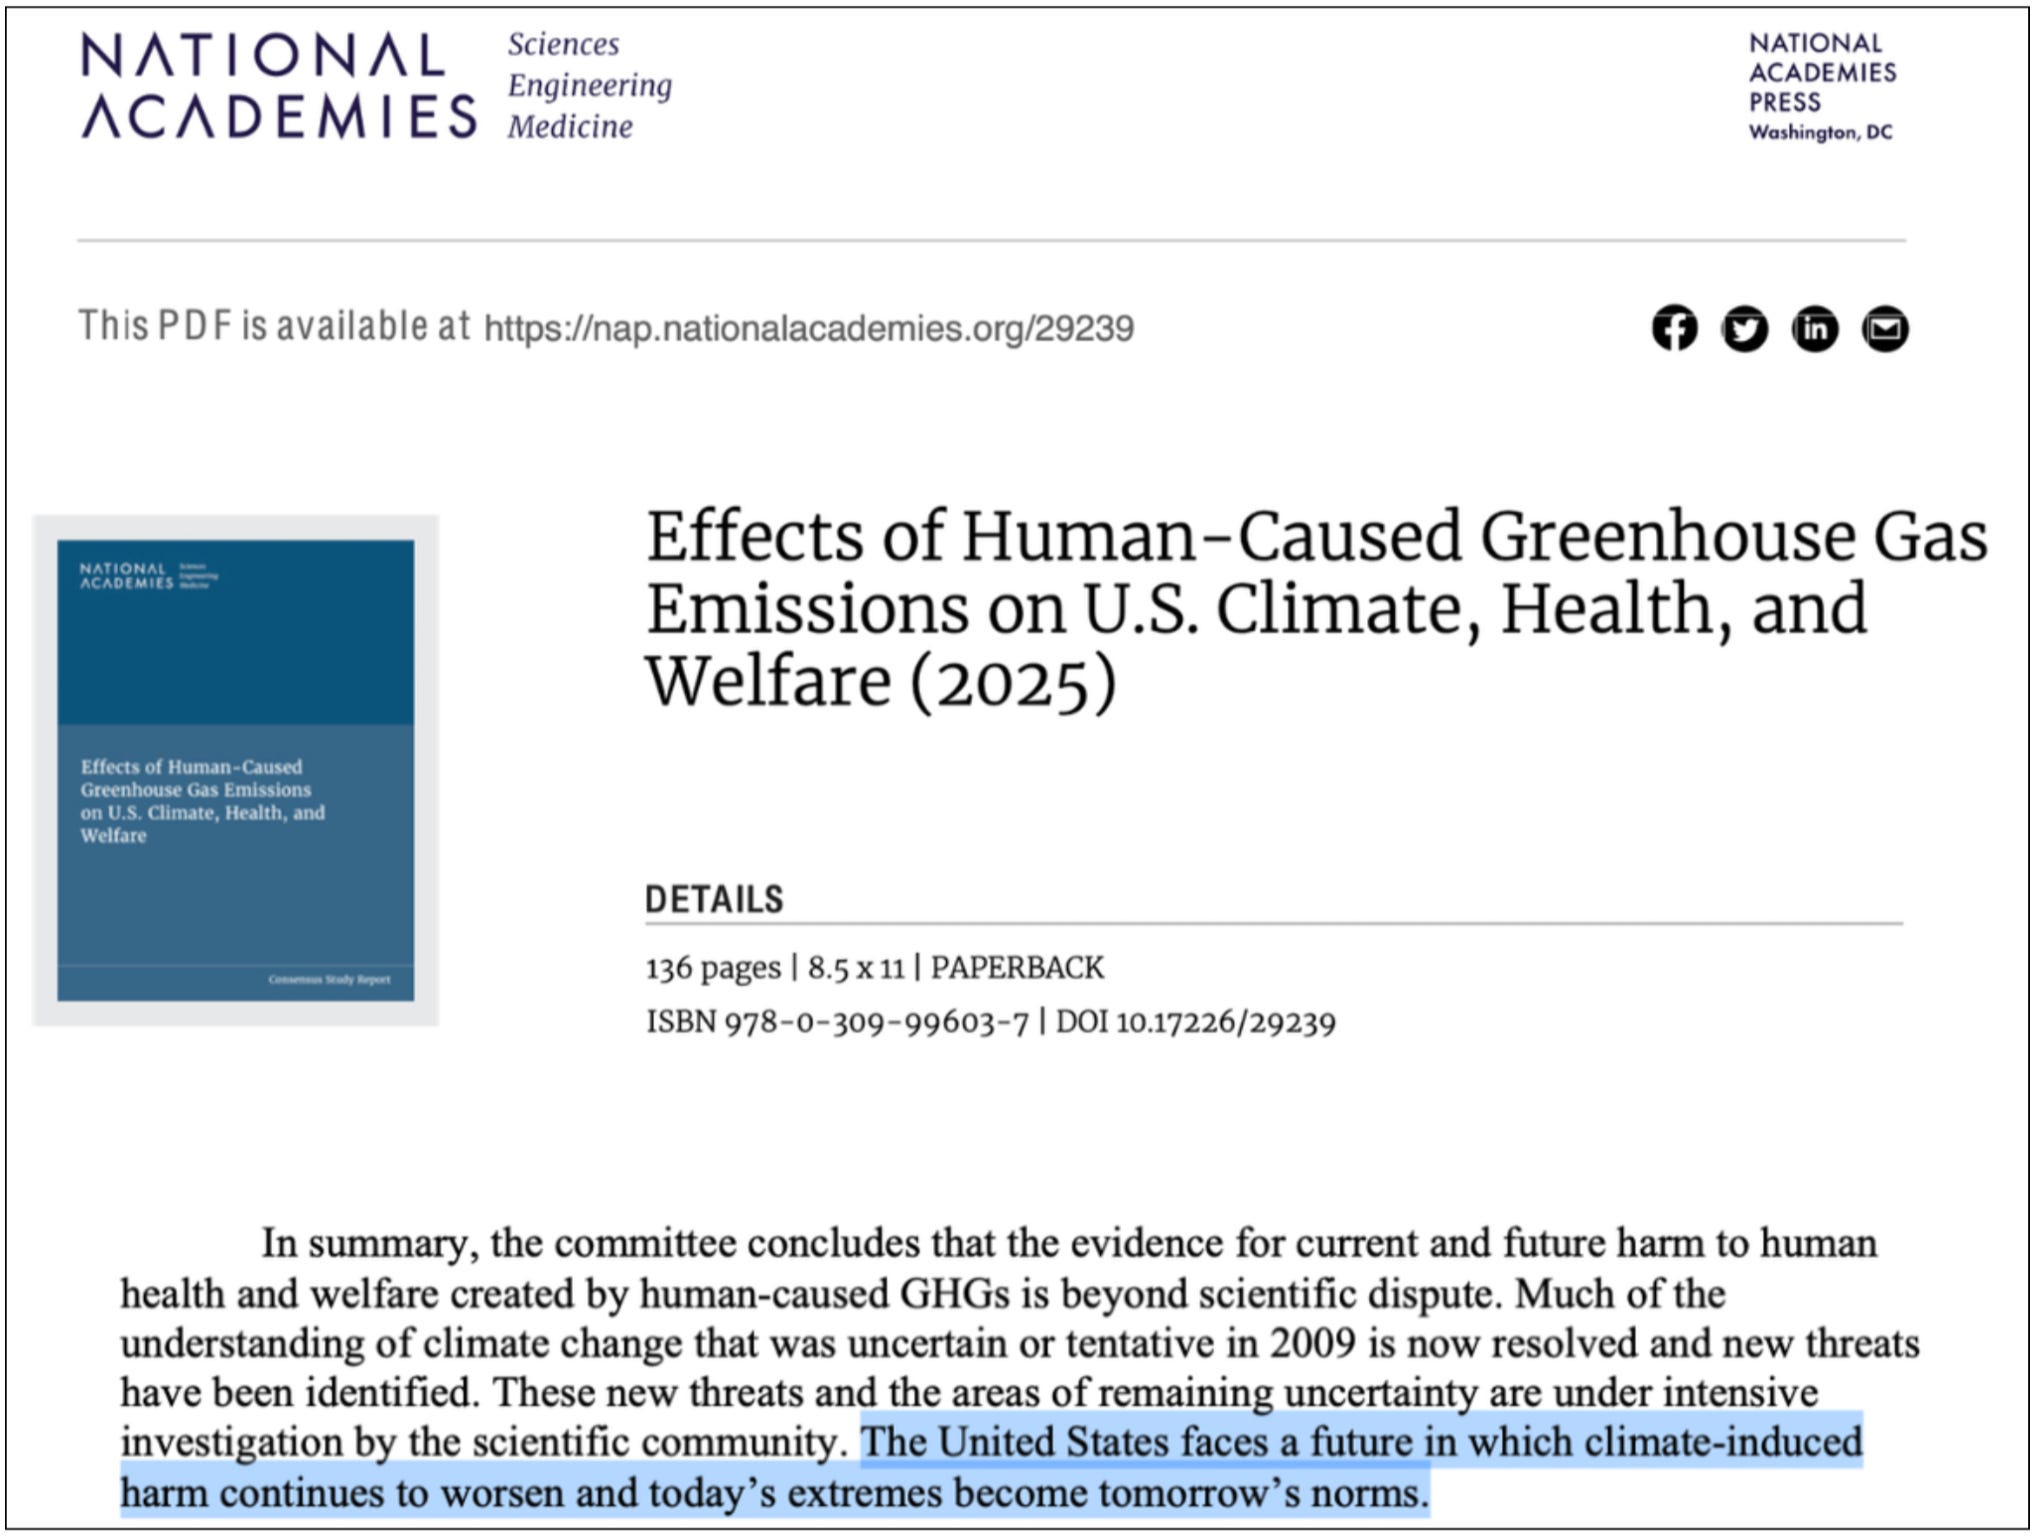 NATIONAL
ACADEMIES
Sciences
Engineering
Medicine
NATIONAL
ACADEMIES
PRESS
Washington, DC
This PDF is available at https://nap.nationalacademies.org/29239
NATIONAL
ACADEMIES
Sciences
Engineering
Medicine
Effects of Human-Caused
Greenhouse Gas Emissions
on U.S. Climate, Health, and
Welfare
Consensus Study Report
Effects of Human-Caused Greenhouse Gas
Emissions on U.S. Climate, Health, and
Welfare (2025)
DETAILS
136 pages | 8.5 x 11 | PAPERBACK
ISBN 978-0-309-99603-7 | DOI 10.17226/29239
In summary, the committee concludes that the evidence for current and future harm to human
health and welfare created by human-caused GHGs is beyond scientific dispute. Much of the
understanding of climate change that was uncertain or tentative in 2009 is now resolved and new threats
have been identified. These new threats and the areas of remaining uncertainty are under intensive
investigation by the scientific community. The United States faces a future in which climate-induced
harm continues to worsen and today’s extremes become tomorrow’s norms.